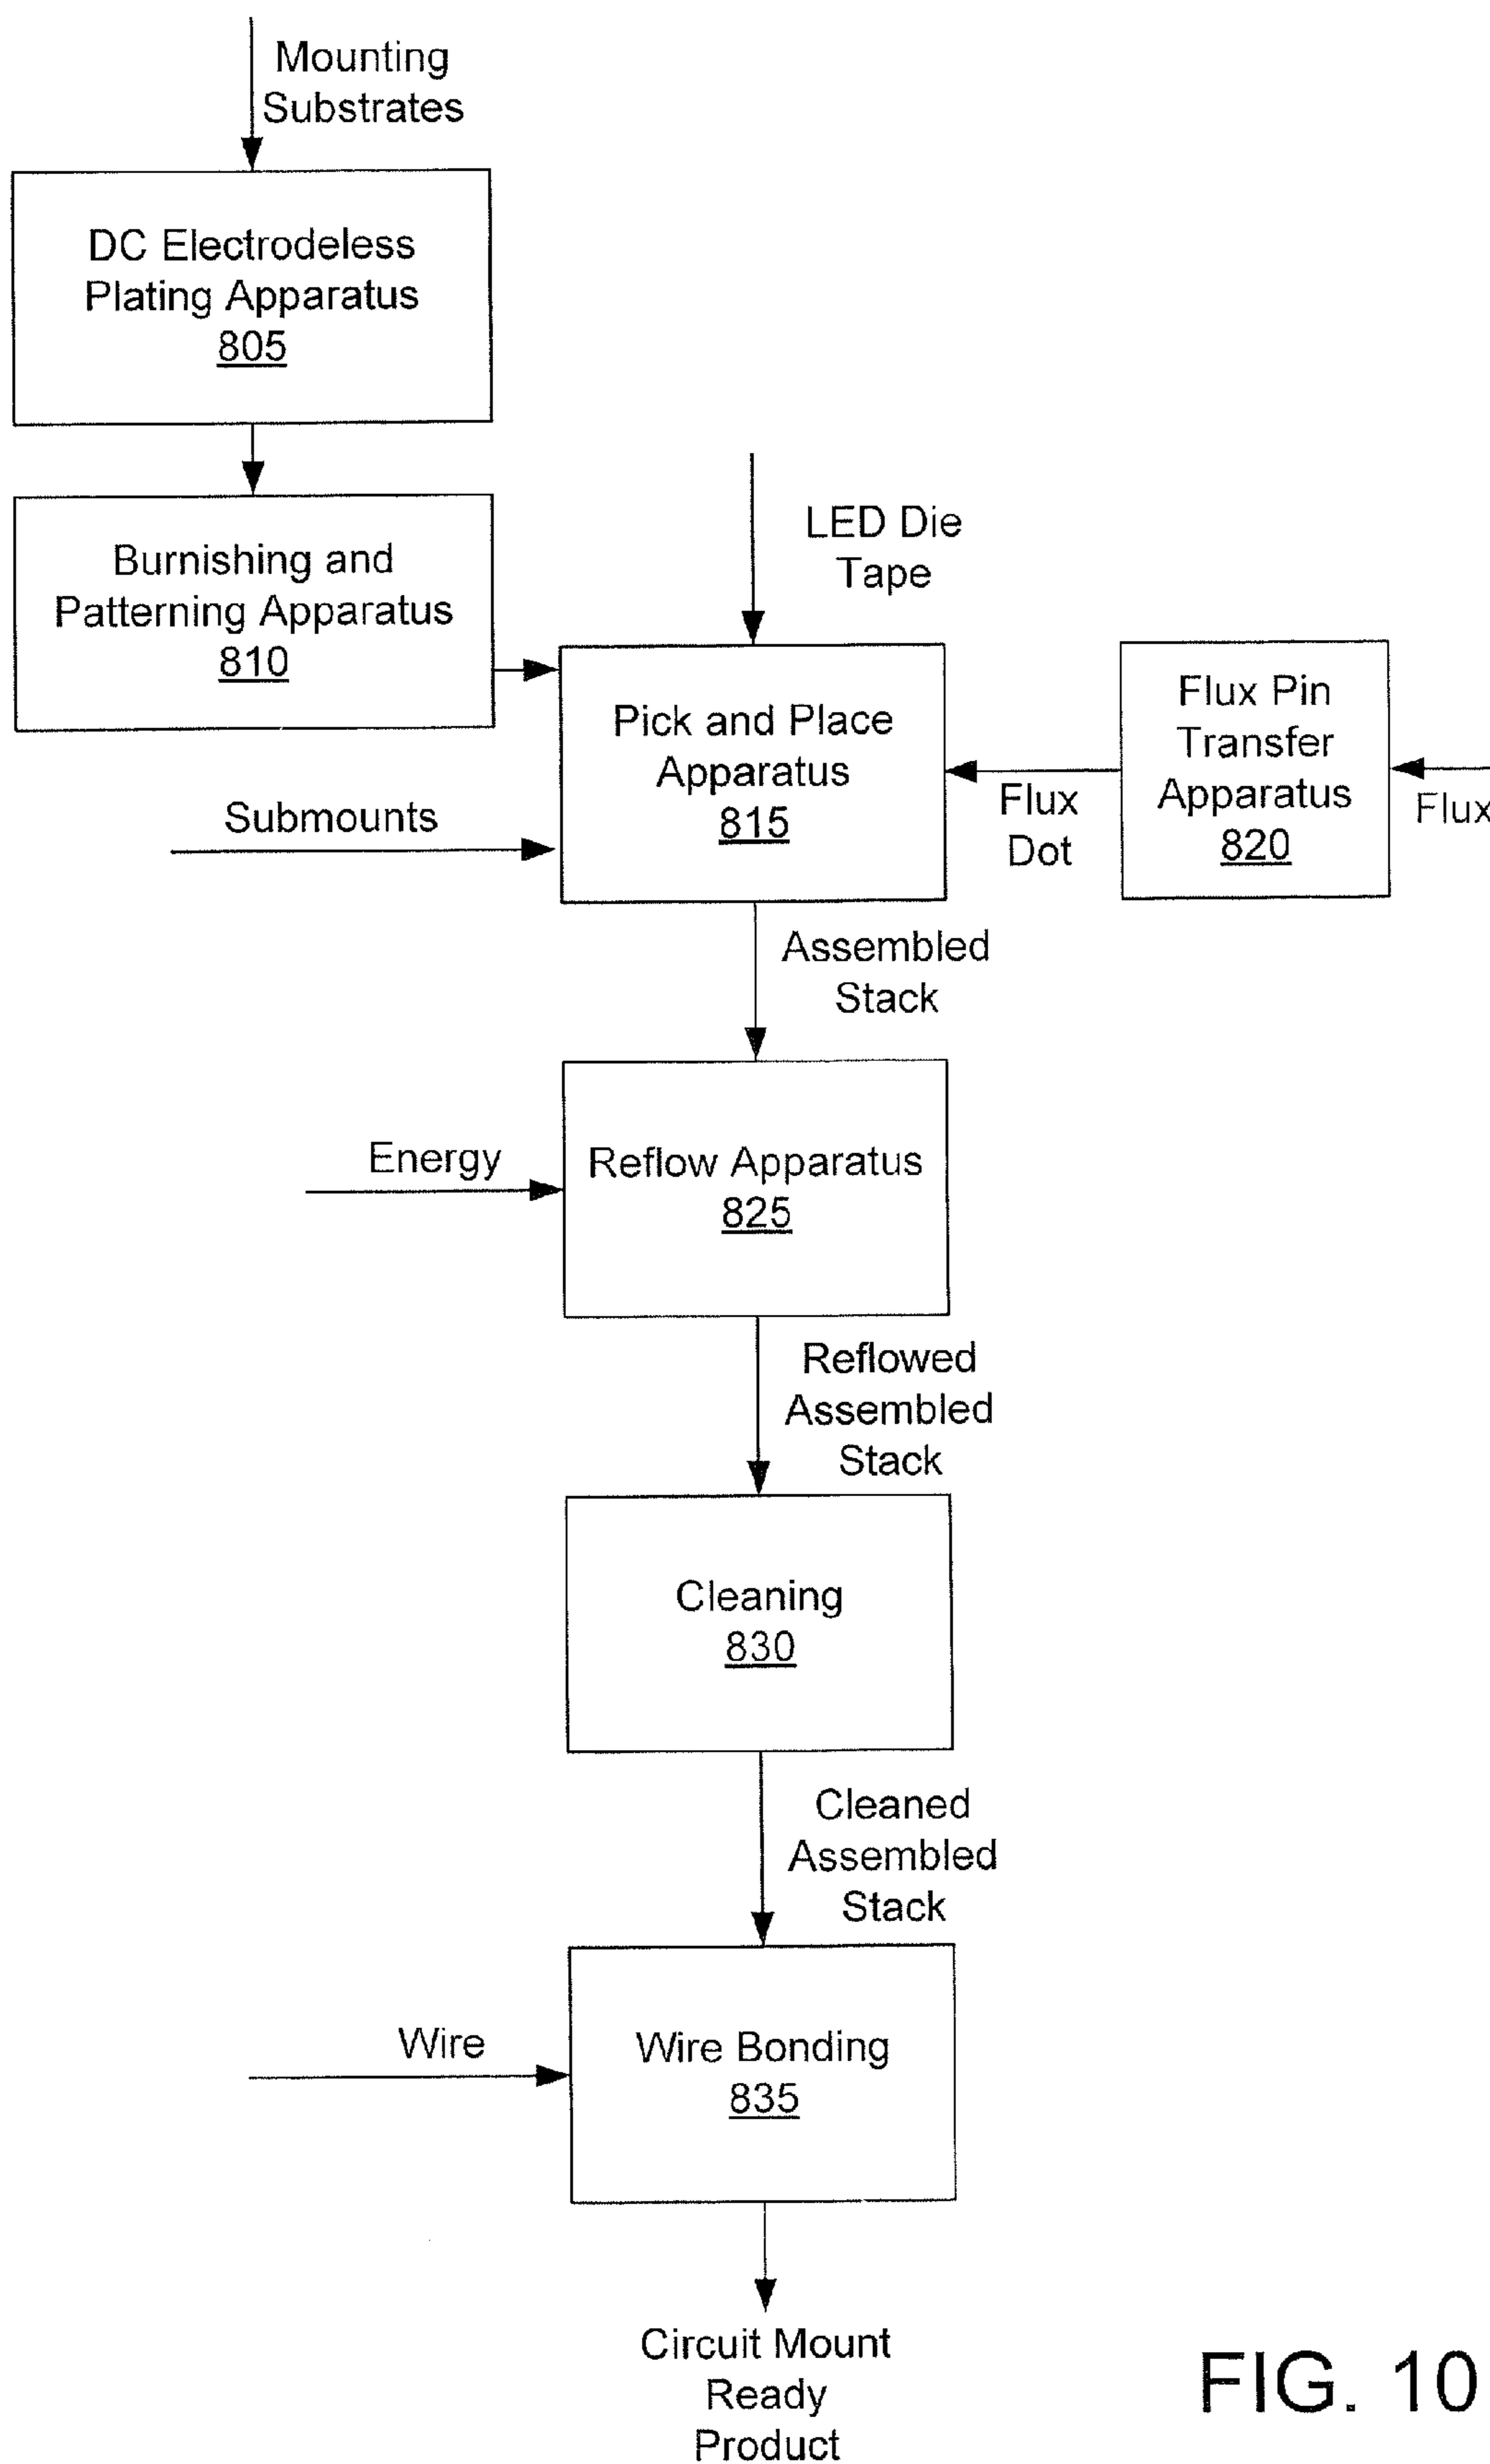 Mounting
Substrates
DC Electrodeless
Plating Apparatus
805
Burnishing and
Patterning Apparatus
810
LED Die
Tape
Pick and Place
Apparatus
815
Submounts
Flux Pin
Transfer
Apparatus
820
Flux
Dot
Flux
Assembled
Stack
Energy
Reflow Apparatus
825
Reflowed
Assembled
Stack
Cleaning
830
Cleaned
Assembled
Stack
Wire
Wire Bonding
835
Circuit Mount
Ready
Product
FIG. 10